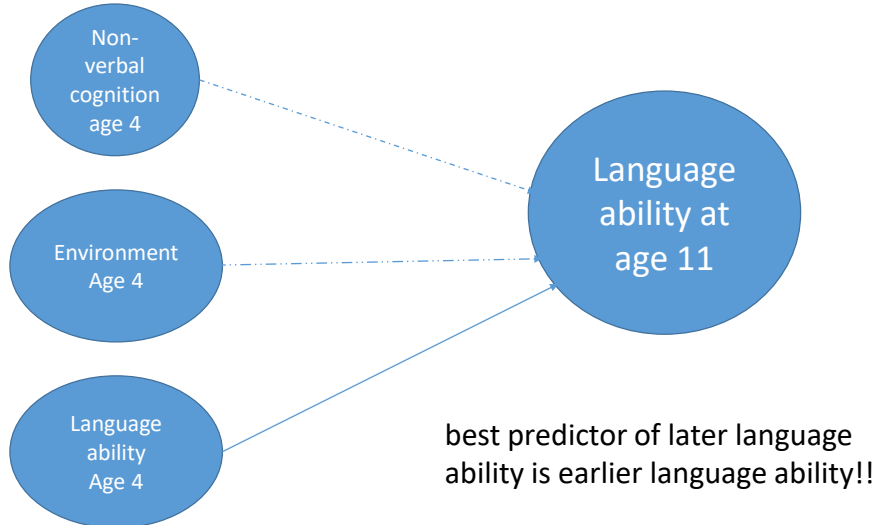 Non-
verbal
cognition
age 4
Environment
Age 4
Language
ability
Age 4
Language
ability at
age 11
best predictor of later language
ability is earlier language ability!!